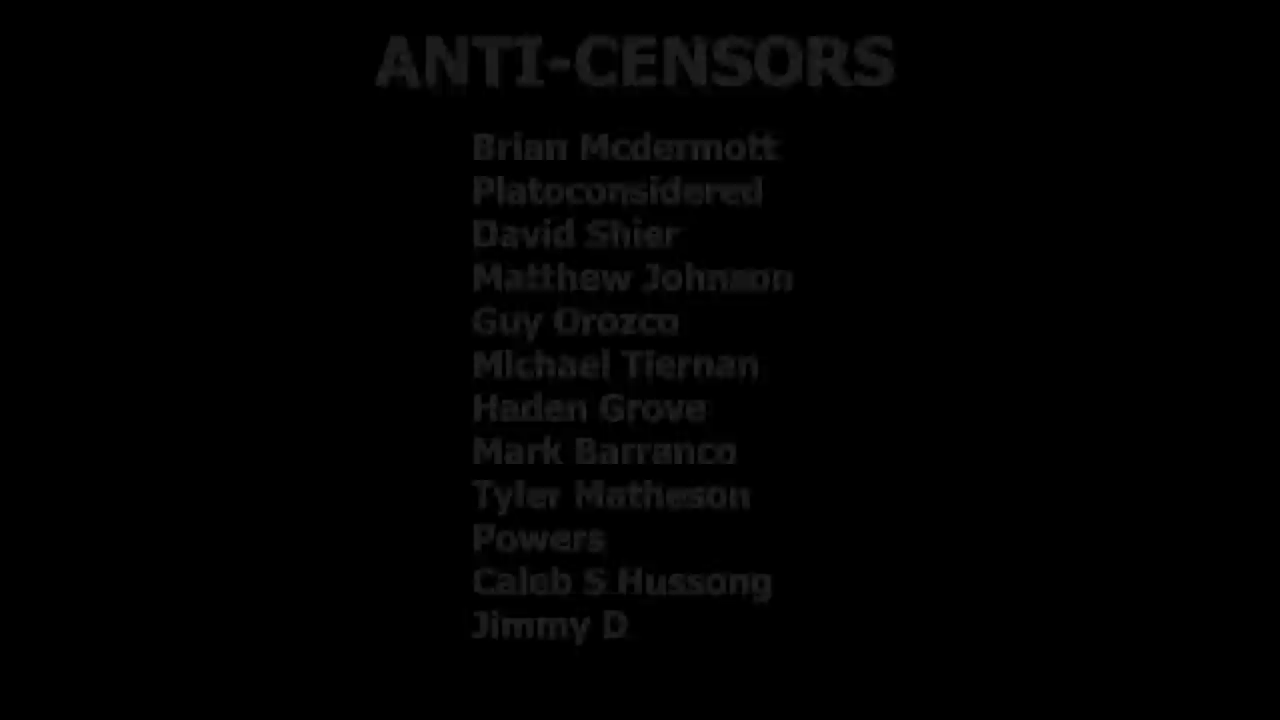 ANTI-CENSORS
Brian Mcdermott
Platoconsidered
David Shier
Matthew Johnson
Guy Orozco
Michael Tiernan
Haden Grove
Mark Barranco
Tyler Matheson
Powers
Caleb S Hussong
Jimmy D